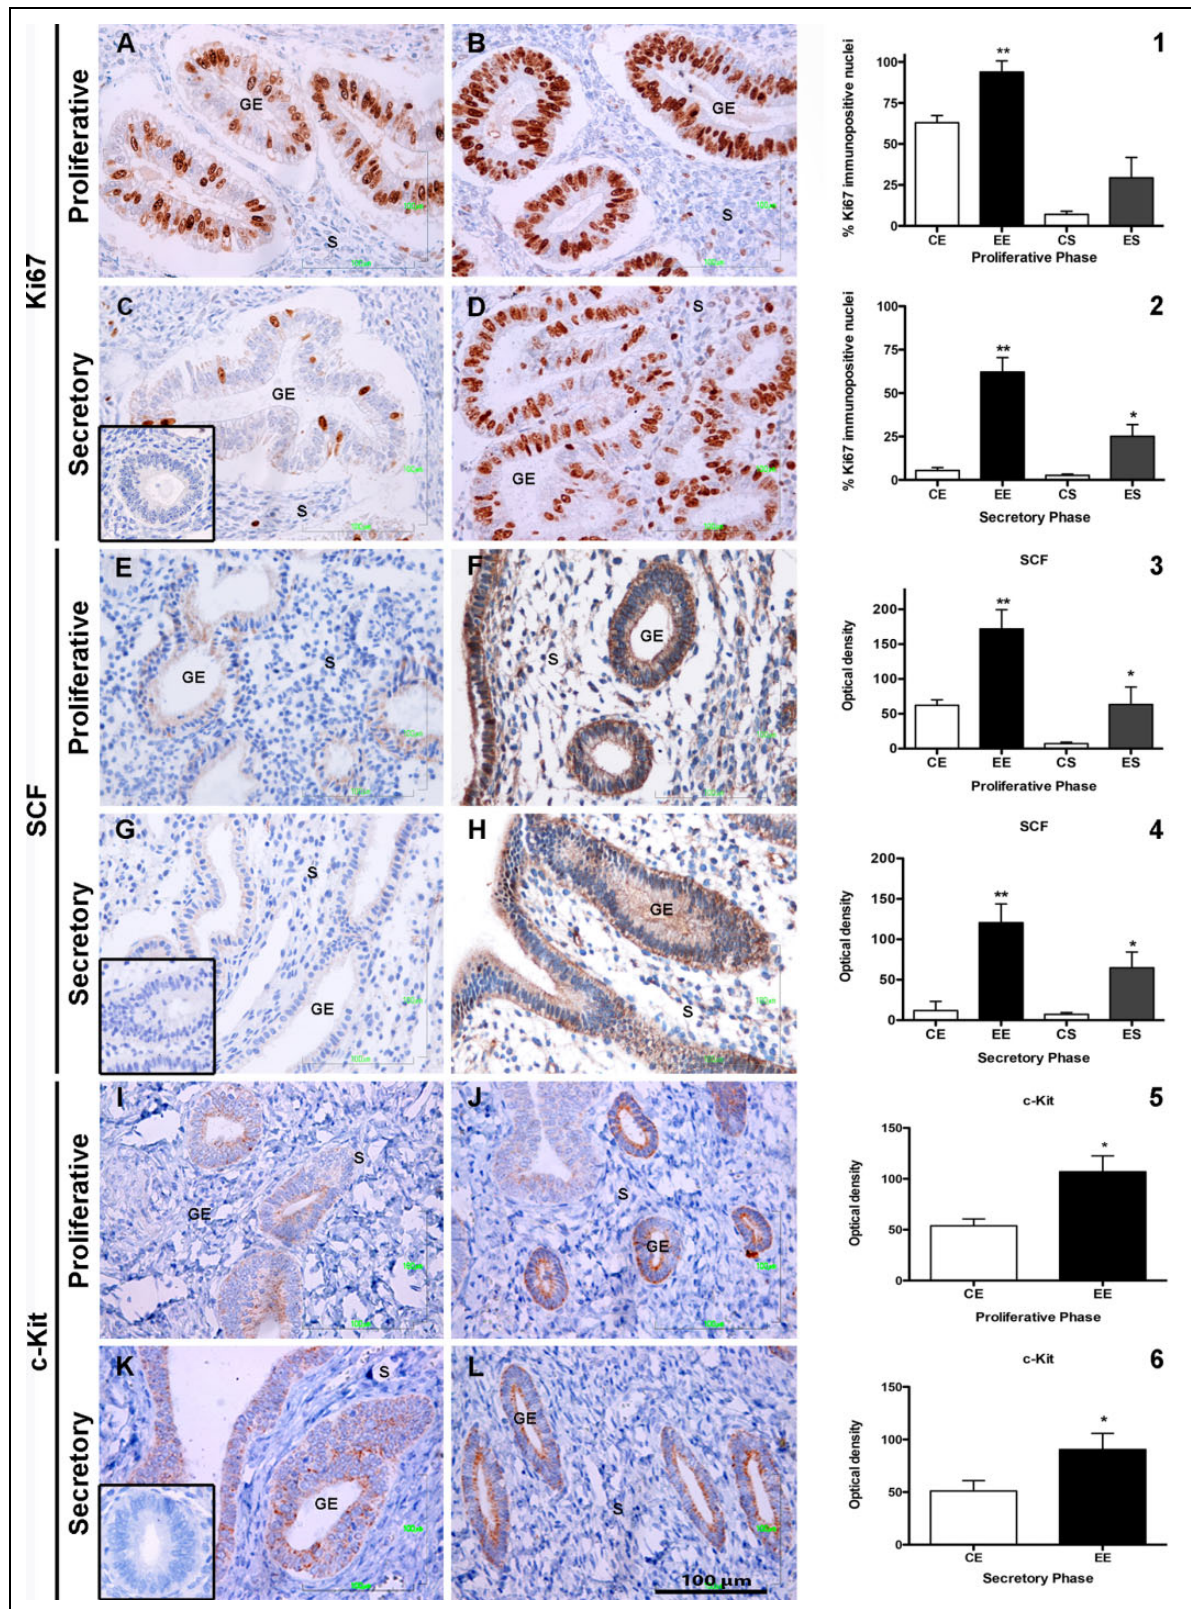 Ki67
Proliferative
A
GE
S
B
GE
S
1
% Ki67 immunopositive nuclei
100
75
50
25
0
**
CE EE CS ES
Proliferative Phase
Secretory
C
GE
S
D
S
GE
2
% Ki67 immunopositive nuclei
100
75
50
25
0
**
*
CE EE CS ES
Secretory Phase
SCF
Proliferative
E
GE
S
F
GE
S
SCF
3
Optical density
200
150
100
50
0
**
*
CE EE CS ES
Proliferative Phase
Secretory
G
S
GE
H
GE
S
SCF
4
Optical density
200
150
100
50
0
**
*
CE EE CS ES
Secretory Phase
c-Kit
Proliferative
I
S
GE
J
S
GE
c-Kit
5
Optical density
150
100
50
0
*
CE EE
Proliferative Phase
Secretory
K
S
GE
L
GE
S
100 µm
c-Kit
6
Optical density
150
100
50
0
*
CE EE
Secretory Phase